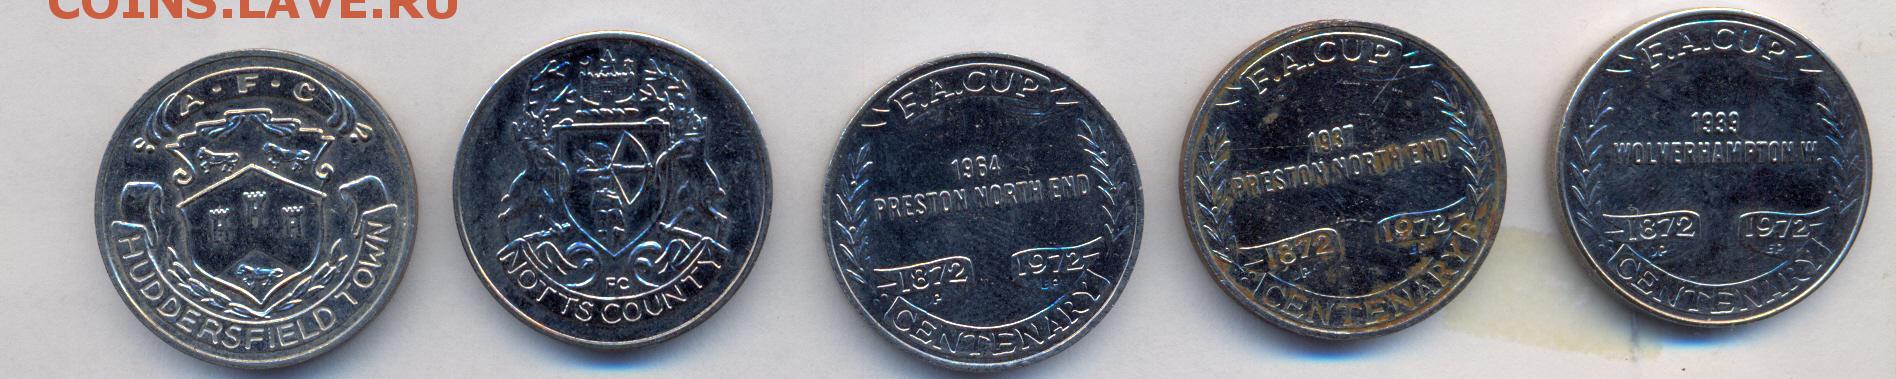 COINS.LAVE.RU
A·F·C
HUDDERSFIELD TOWN
FC
NOTTS COUNTY
F.A.CUP
1964
PRESTON NORTH END
1872
1972
CENTENARY
F.A.CUP
1937
PRESTON NORTH END
1872
1972
CENTENARY
F.A.CUP
1939
WOLVERHAMPTON W.
1872
1972
CENTENARY